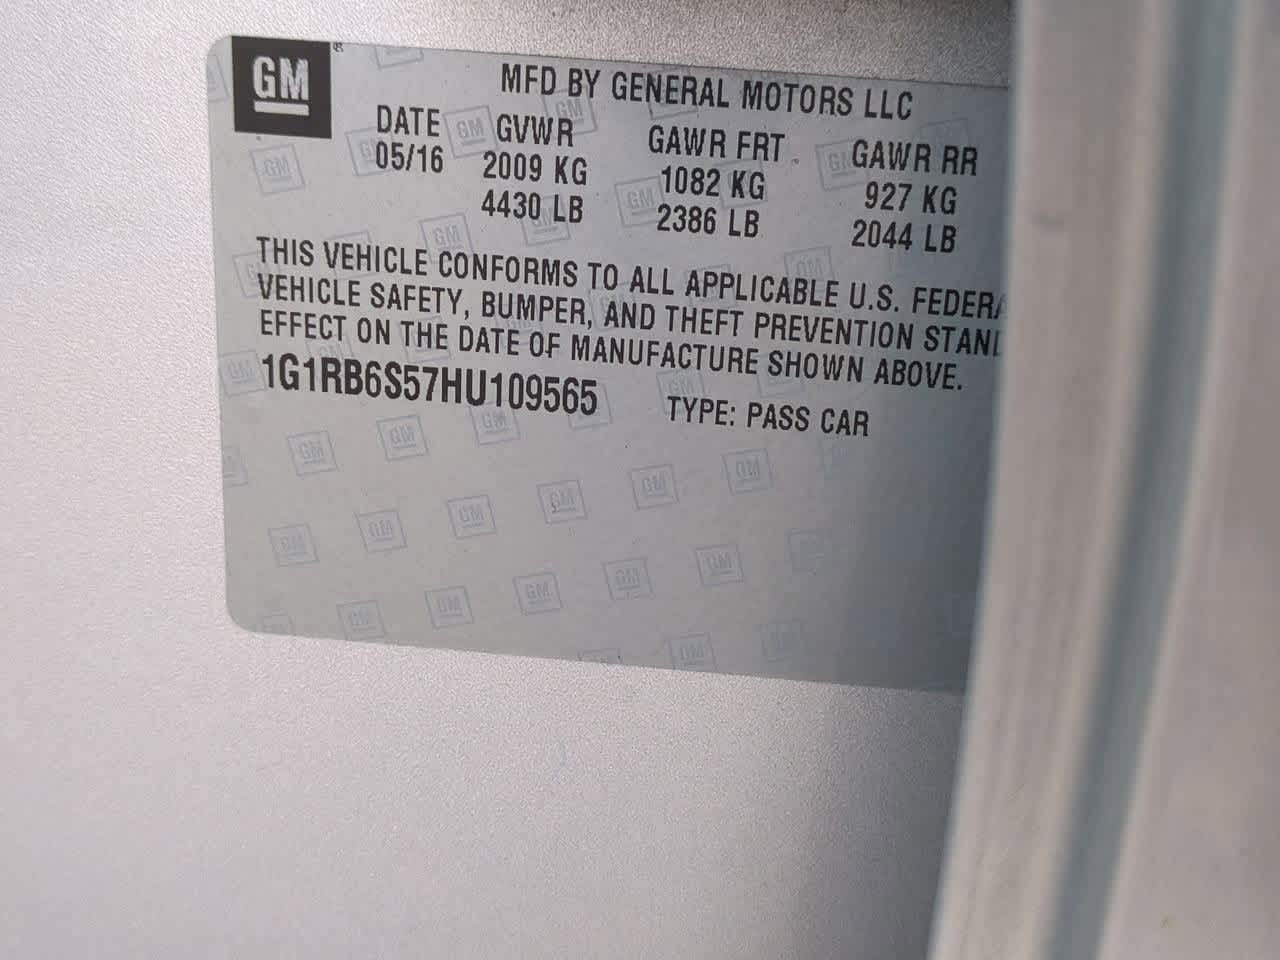 GM
MFD BY GENERAL MOTORS LLC
DATE GVWR GAWR FRT GAWR RR
05/16 2009 KG 1082 KG 927 KG
4430 LB 2386 LB 2044 LB
THIS VEHICLE CONFORMS TO ALL APPLICABLE U.S. FEDERA
VEHICLE SAFETY, BUMPER, AND THEFT PREVENTION STAND
EFFECT ON THE DATE OF MANUFACTURE SHOWN ABOVE.
1G1RB6S57HU109565 TYPE: PASS CAR